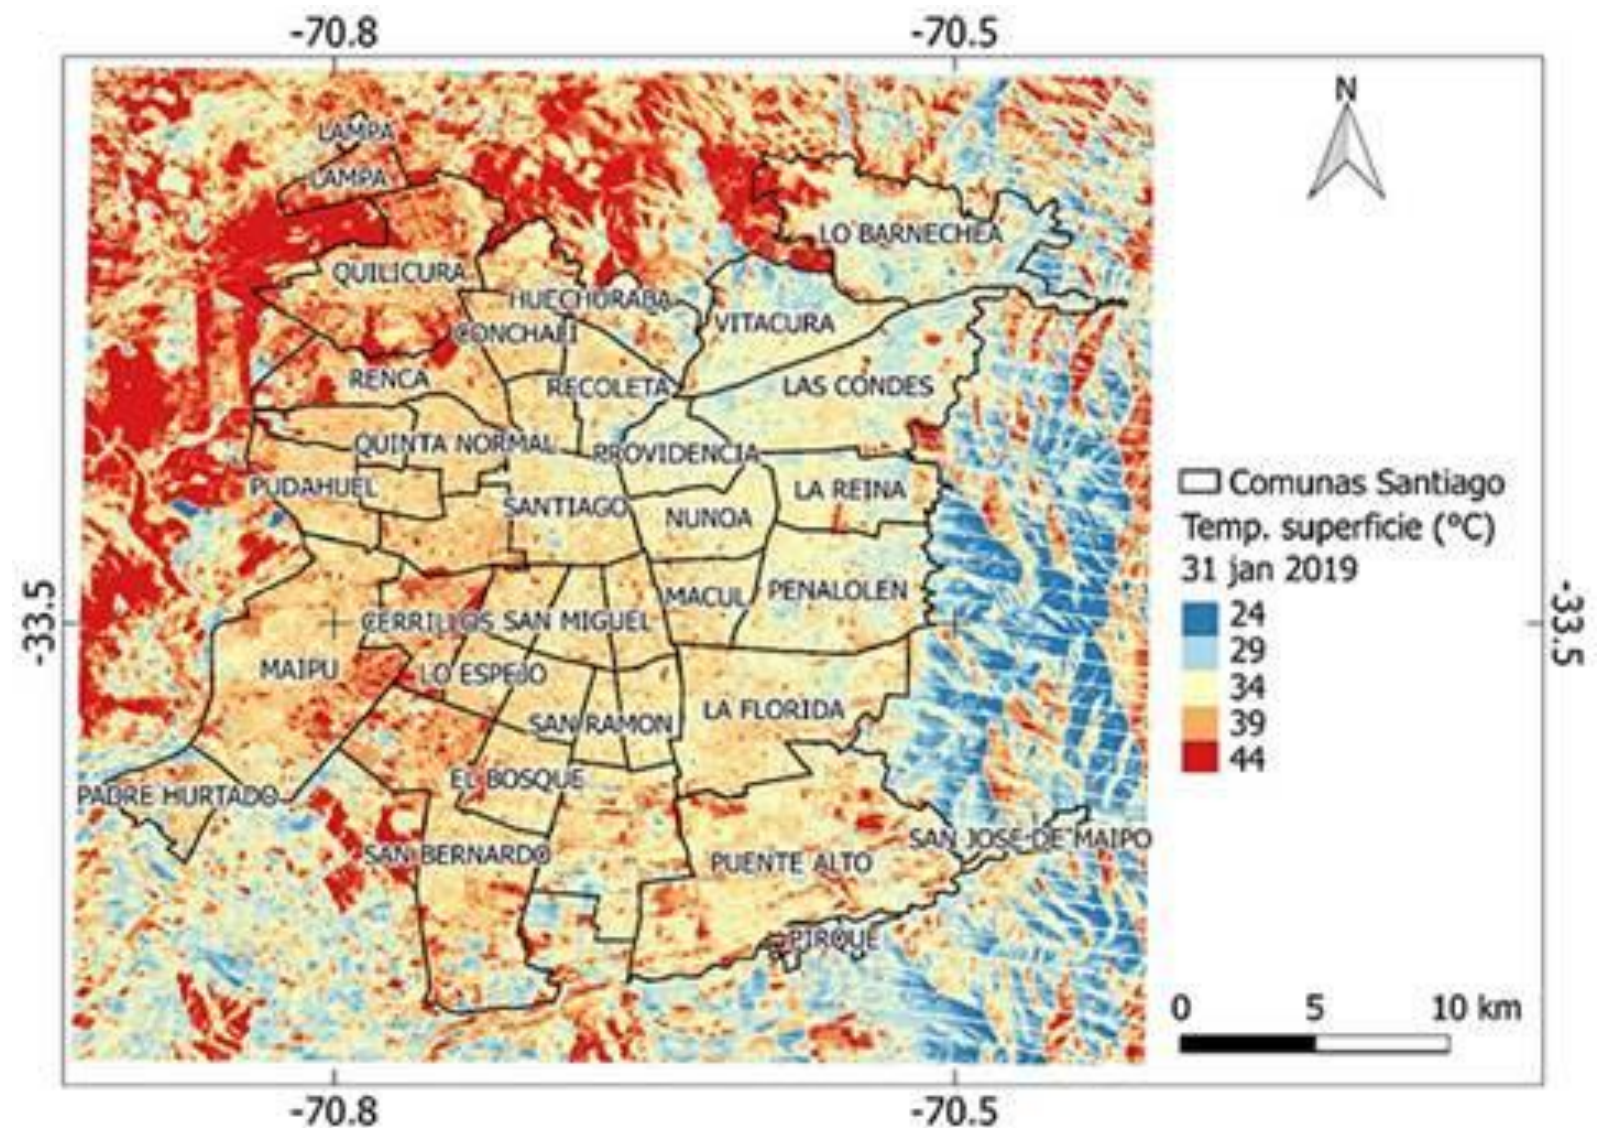 -70.8
-70.5
N
LAMPA
LAMPA
LO BARNECHEA
QUILICURA
HUECHURABA
VITACURA
CONCHALI
RENCA
RECOLETA
LAS CONDES
QUINTA NORMAL
PROVIDENCIA
PUDAHUEL
LA REINA
SANTIAGO
NUNOA
Comunas Santiago
Temp. superficie (°C)
31 jan 2019
24
29
34
39
44
MACUL
PENALOLEN
-33.5
-33.5
CERRILLOS
SAN MIGUEL
MAIPU
LO ESPEJO
SAN RAMON
LA FLORIDA
EL BOSQUE
PADRE HURTADO
SAN BERNARDO
PUENTE ALTO
SAN JOSE DE MAIPO
PIRQUE
0 5 10 km
-70.8
-70.5